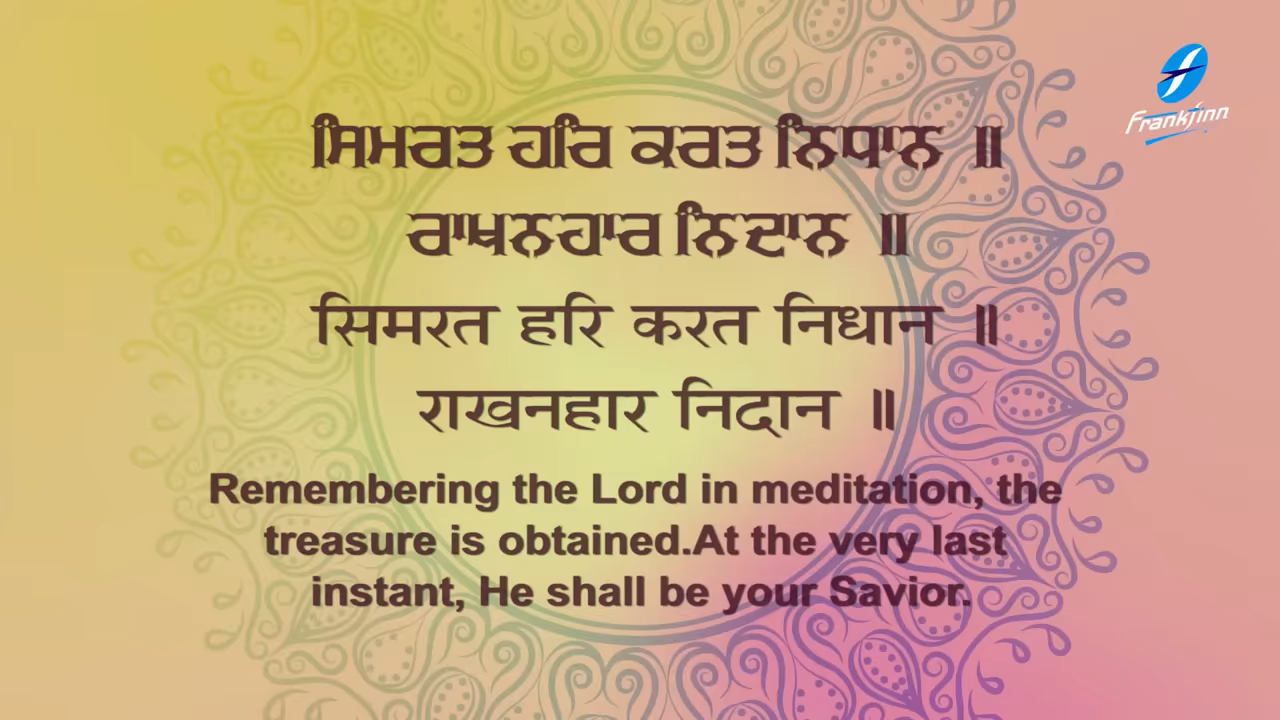 ਸਿਮਰਤ ਹਰਿ ਕਰਤ ਨਿਧਾਨ ॥
ਰਾਖਨਹਾਰ ਨਿਦਾਨ ॥
सिमरत हरि करत निधान ॥
राखनहार निदान ॥
Remembering the Lord in meditation, the
treasure is obtained.At the very last
instant, He shall be your Savior.
Frankfinn